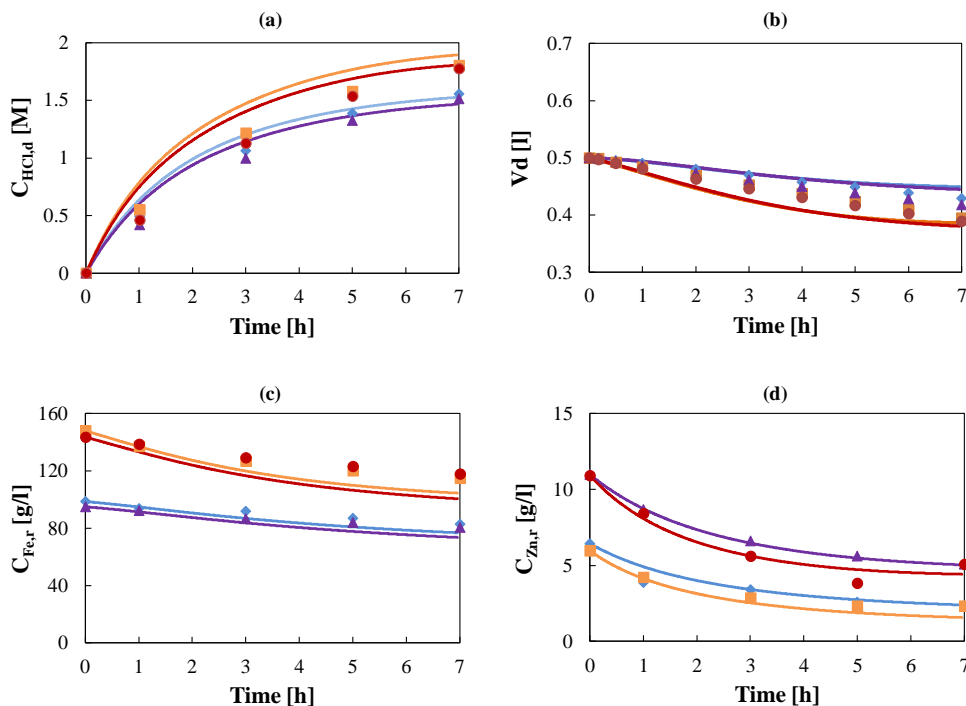 (a)
2
1.5
1
0.5
0
C_HCl,d [M]
0 1 2 3 4 5 6 7
Time [h]
(b)
0.7
0.6
0.5
0.4
0.3
Vd [l]
0 1 2 3 4 5 6 7
Time [h]
(c)
160
120
80
40
0
C_Fe,r [g/l]
0 1 2 3 4 5 6 7
Time [h]
(d)
15
10
5
0
C_Zn,r [g/l]
0 1 2 3 4 5 6 7
Time [h]